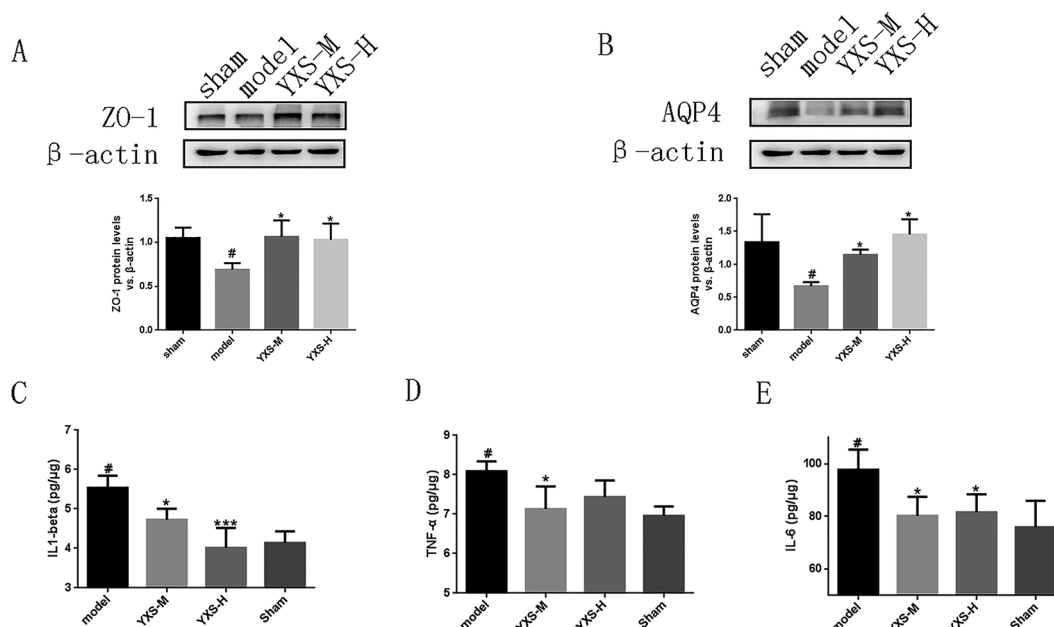 A
sham
model
YXS-M
YXS-H
ZO-1
β-actin
ZO-1 protein levels
vs. β-actin
1.5
1.0
0.5
0.0
#
*
*
sham
model
YXS-M
YXS-H
B
sham
model
YXS-M
YXS-H
AQP4
β-actin
AQP4 protein levels
vs. β-actin
2.0
1.5
1.0
0.5
0.0
#
*
*
sham
model
YXS-M
YXS-H
C
IL1-beta (pg/μg)
7
6
5
4
3
#
*
***
model
YXS-M
YXS-H
Sham
D
TNF-α (pg/μg)
9
8
7
6
5
#
*
model
YXS-M
YXS-H
Sham
E
IL-6 (pg/μg)
100
80
60
#
*
*
model
YXS-M
YXS-H
Sham